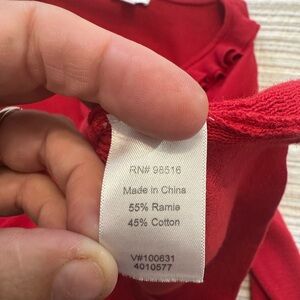 RN# 98516
Made in China
55% Ramie
45% Cotton
V#100631
4010577